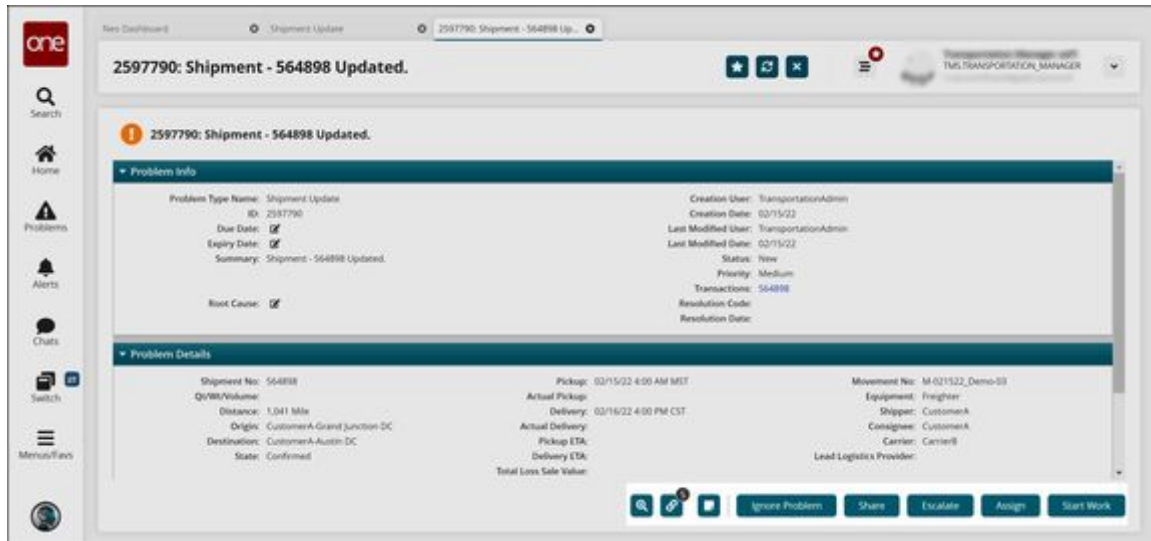 one
Neo Dashboard
Shipment Update
2597790: Shipment - 564898 Up...
2597790: Shipment - 564898 Updated.
TMS.TRANSPORTATION_MANAGER
Search
Home
Problems
Alerts
Chats
Switch
Menus/Favs
2597790: Shipment - 564898 Updated.
Problem Info
Problem Type Name: Shipment Update
ID: 2597790
Due Date:
Expiry Date:
Summary: Shipment - 564898 Updated.
Root Cause:
Creation User: TransportationAdmin
Creation Date: 02/15/22
Last Modified User: TransportationAdmin
Last Modified Date: 02/15/22
Status: New
Priority: Medium
Transactions: 564898
Resolution Code:
Resolution Date:
Problem Details
Shipment No: 564898
Qt/Wt/Volume:
Distance: 1,041 Mile
Origin: CustomerA-Grand Junction DC
Destination: CustomerA-Austin DC
State: Confirmed
Pickup: 02/15/22 4:00 AM MST
Actual Pickup:
Delivery: 02/16/22 4:00 PM CST
Actual Delivery:
Pickup ETA:
Delivery ETA:
Total Loss Sale Value:
Movement No: M-021522_Demo-03
Equipment: Freighter
Shipper: CustomerA
Consignee: CustomerA
Carrier: CarrierB
Lead Logistics Provider:
Ignore Problem
Share
Escalate
Assign
Start Work